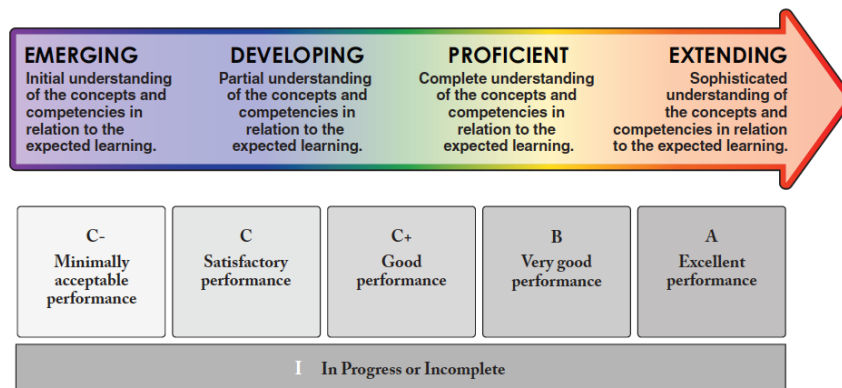 EMERGING
Initial understanding
of the concepts and
competencies in
relation to the
expected learning.
DEVELOPING
Partial understanding
of the concepts and
competencies in
relation to the
expected learning.
PROFICIENT
Complete understanding
of the concepts and
competencies in
relation to the
expected learning.
EXTENDING
Sophisticated
understanding of
the concepts and
competencies in relation
to the expected learning.
C-
Minimally
acceptable
performance
C
Satisfactory
performance
C+
Good
performance
B
Very good
performance
A
Excellent
performance
I In Progress or Incomplete